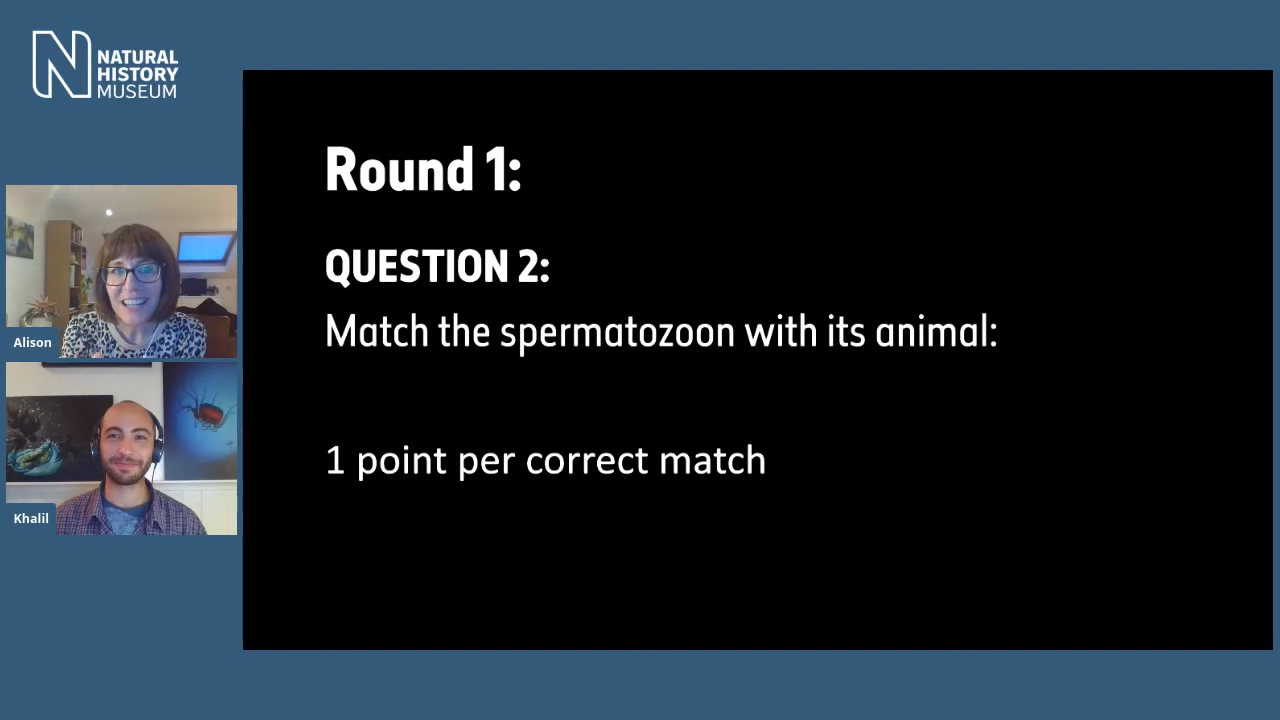 NATURAL
HISTORY
MUSEUM
Round 1:
QUESTION 2:
Match the spermatozoon with its animal:
1 point per correct match
Alison
Khalil